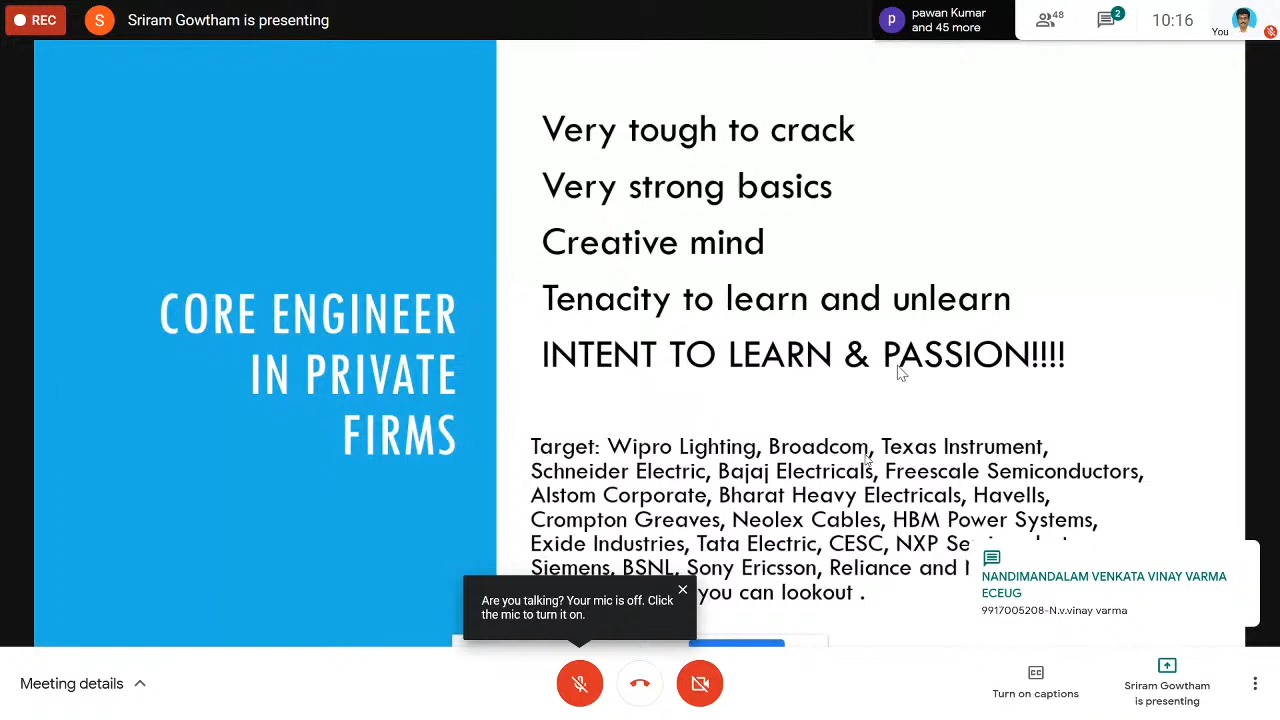 REC
S
Sriram Gowtham is presenting
p
pawan Kumar
and 45 more
48
2
10:16
You
CORE ENGINEER
IN PRIVATE
FIRMS
Very tough to crack
Very strong basics
Creative mind
Tenacity to learn and unlearn
INTENT TO LEARN & PASSION!!!!
Target: Wipro Lighting, Broadcom, Texas Instrument,
Schneider Electric, Bajaj Electricals, Freescale Semiconductors,
Alstom Corporate, Bharat Heavy Electricals, Havells,
Crompton Greaves, Neolex Cables, HBM Power Systems,
Exide Industries, Tata Electric, CESC, NXP
Siemens, BSNL, Sony Ericsson, Reliance and
you can lookout .
NANDIMANDALAM VENKATA VINAY VARMA
ECEUG
9917005208-N.v.vinay varma
Are you talking? Your mic is off. Click
the mic to turn it on.
Meeting details
CC
Turn on captions
Sriram Gowtham
is presenting